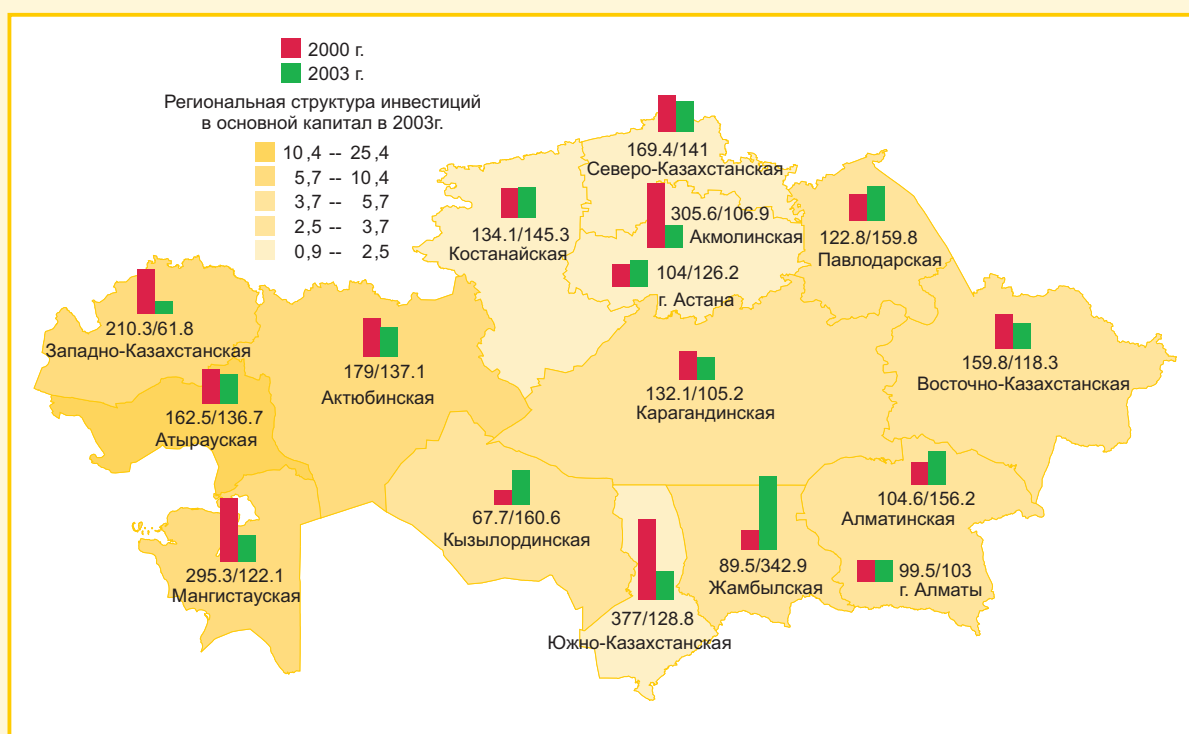 2000 г.
2003 г.
Региональная структура инвестиций
в основной капитал в 2003г.
10,4 -- 25,4
5,7 -- 10,4
3,7 -- 5,7
2,5 -- 3,7
0,9 -- 2,5
169.4/141
Северо-Казахстанская
134.1/145.3
Костанайская
305.6/106.9
Акмолинская
104/126.2
г. Астана
122.8/159.8
Павлодарская
210.3/61.8
Западно-Казахстанская
179/137.1
Актюбинская
162.5/136.7
Атырауская
132.1/105.2
Карагандинская
159.8/118.3
Восточно-Казахстанская
295.3/122.1
Мангистауская
67.7/160.6
Кызылординская
377/128.8
Южно-Казахстанская
89.5/342.9
Жамбылская
104.6/156.2
Алматинская
99.5/103
г. Алматы